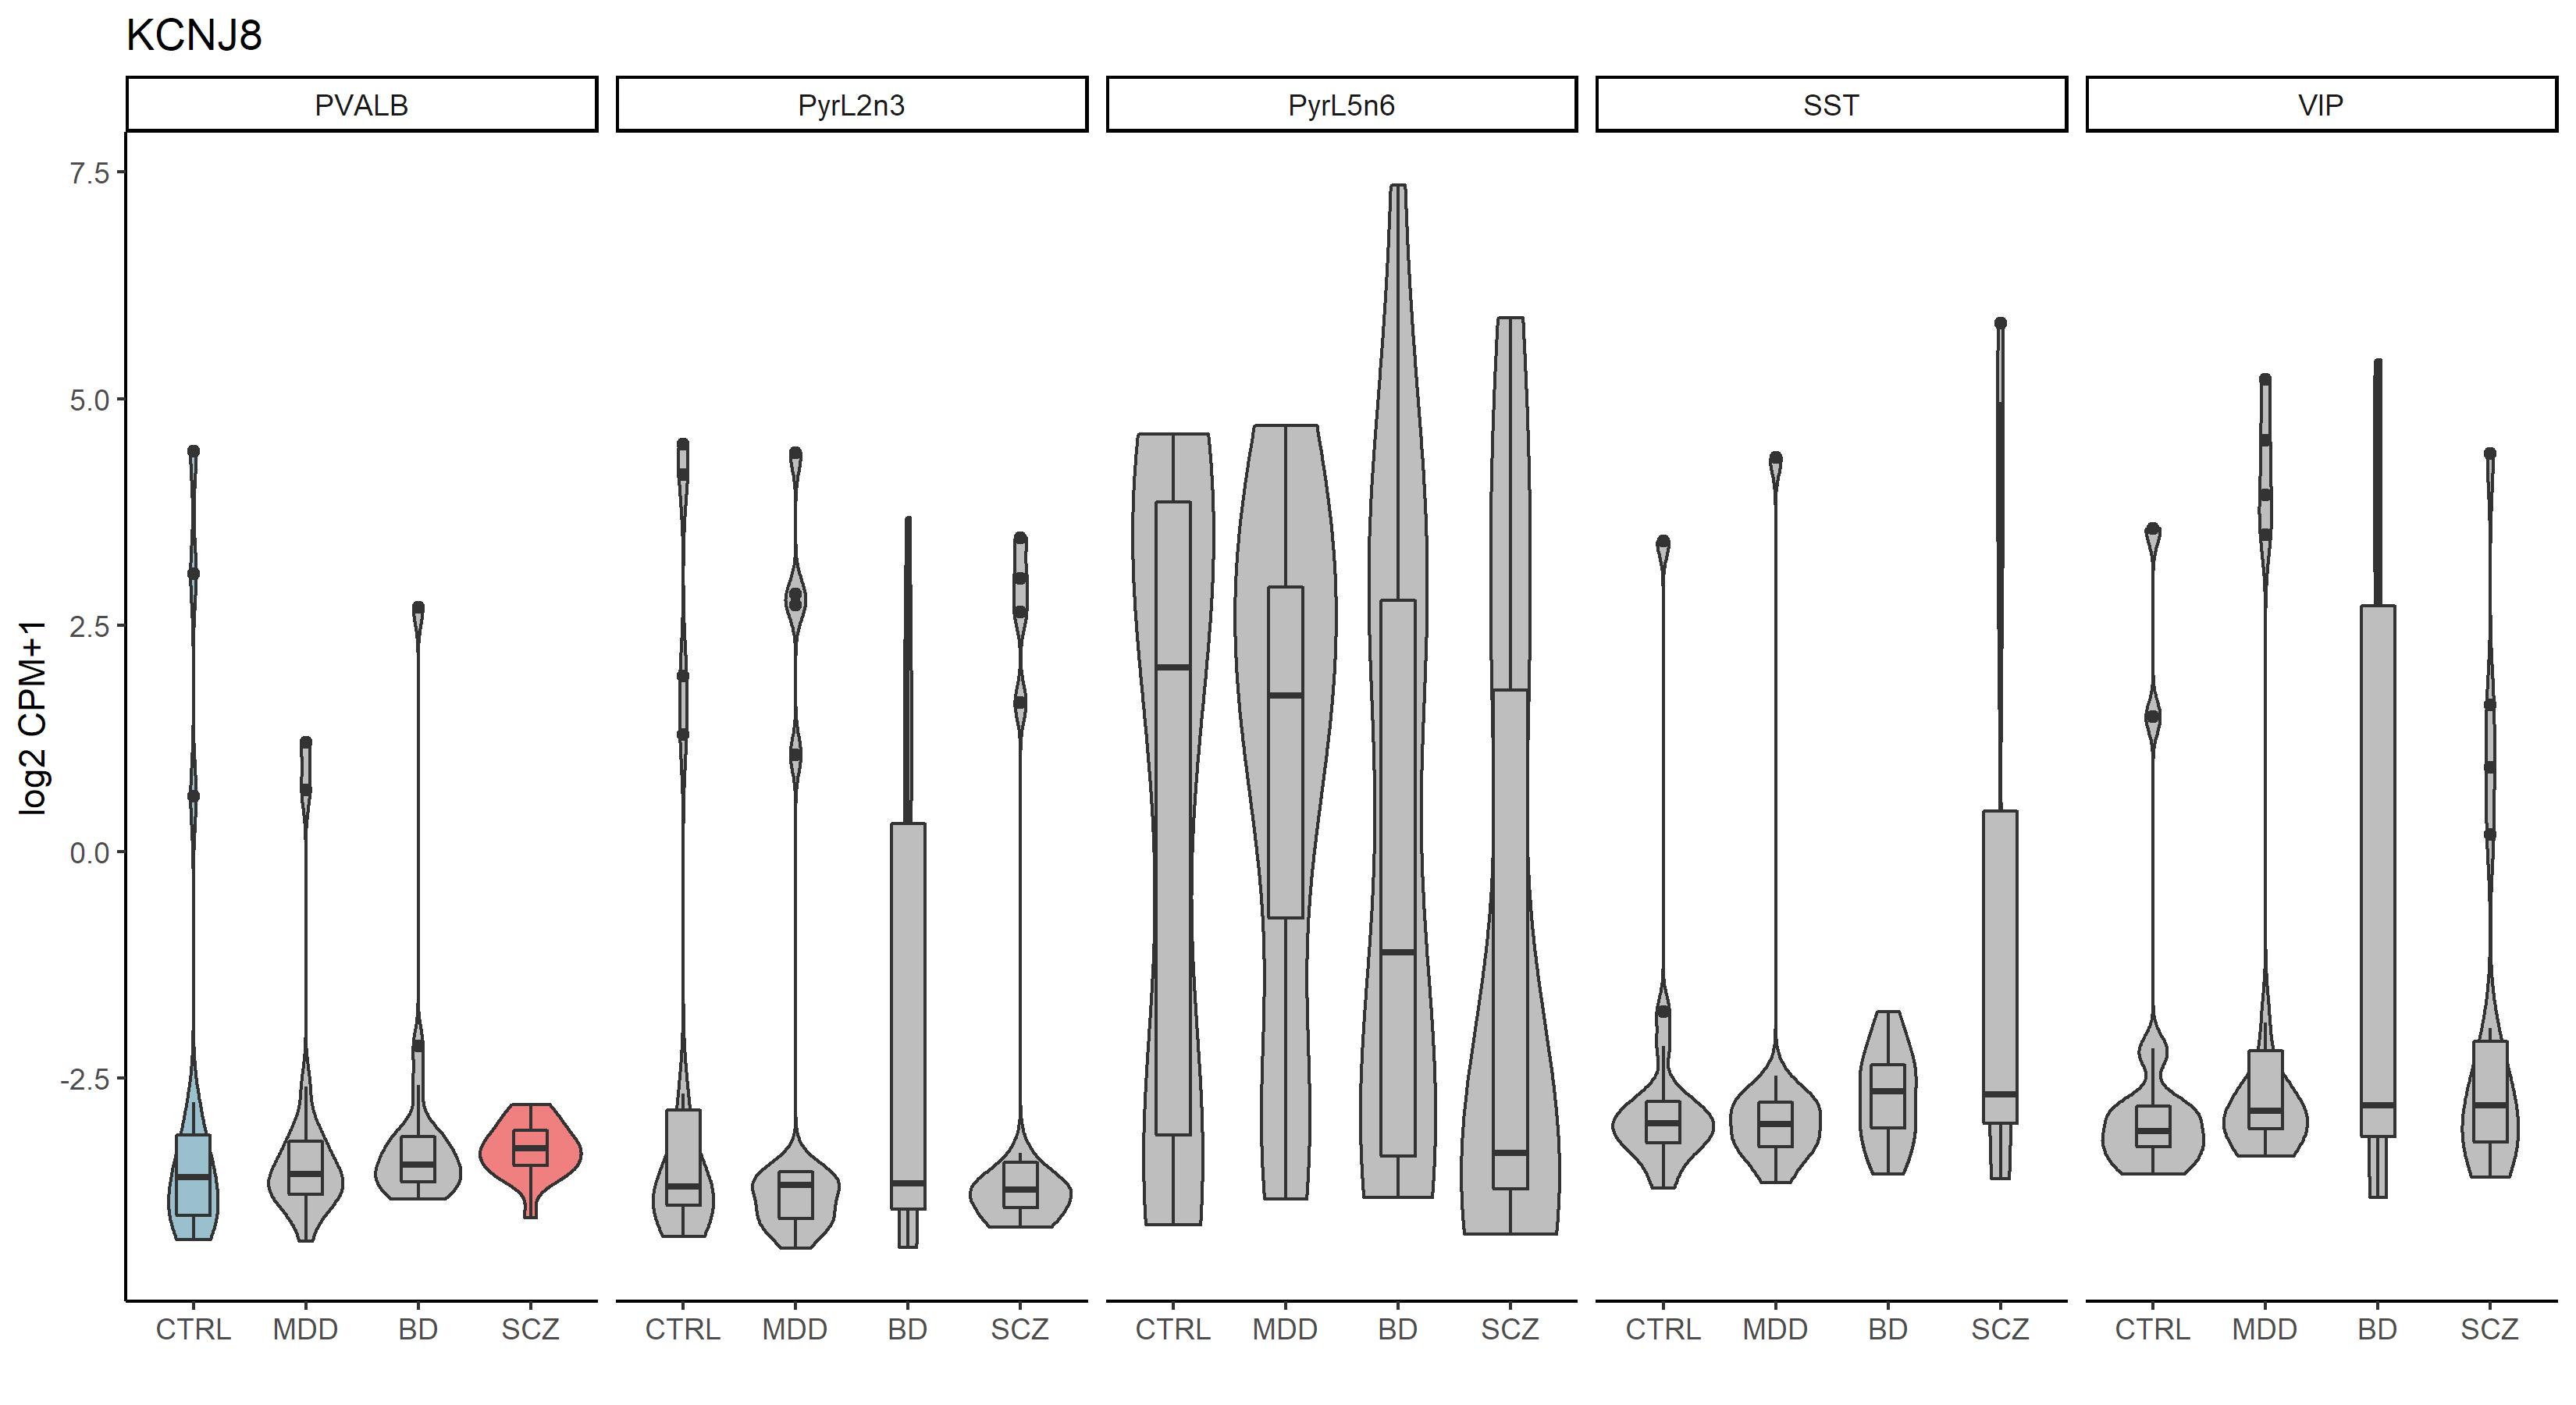 KCNJ8
PVALB PyrL2n3 PyrL5n6 SST VIP
7.5
5.0
2.5
0.0
-2.5
log2 CPM+1
CTRL MDD BD SCZ CTRL MDD BD SCZ CTRL MDD BD SCZ CTRL MDD BD SCZ CTRL MDD BD SCZ